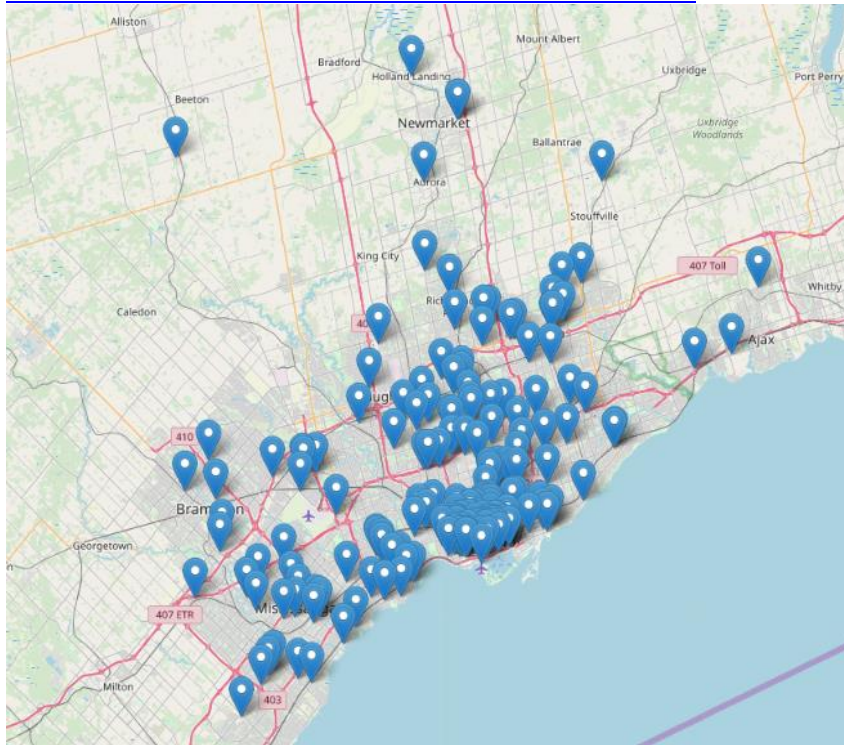 Alliston
Mount Albert
Bradford
Holland Landing
Uxbridge
Port Perry
Beeton
Newmarket
Uxbridge
Woodlands
Ballantrae
Aurora
Stouffville
King City
407 Toll
Whitby
Caledon
Ajax
410
Georgetown
407 ETR
Milton
403